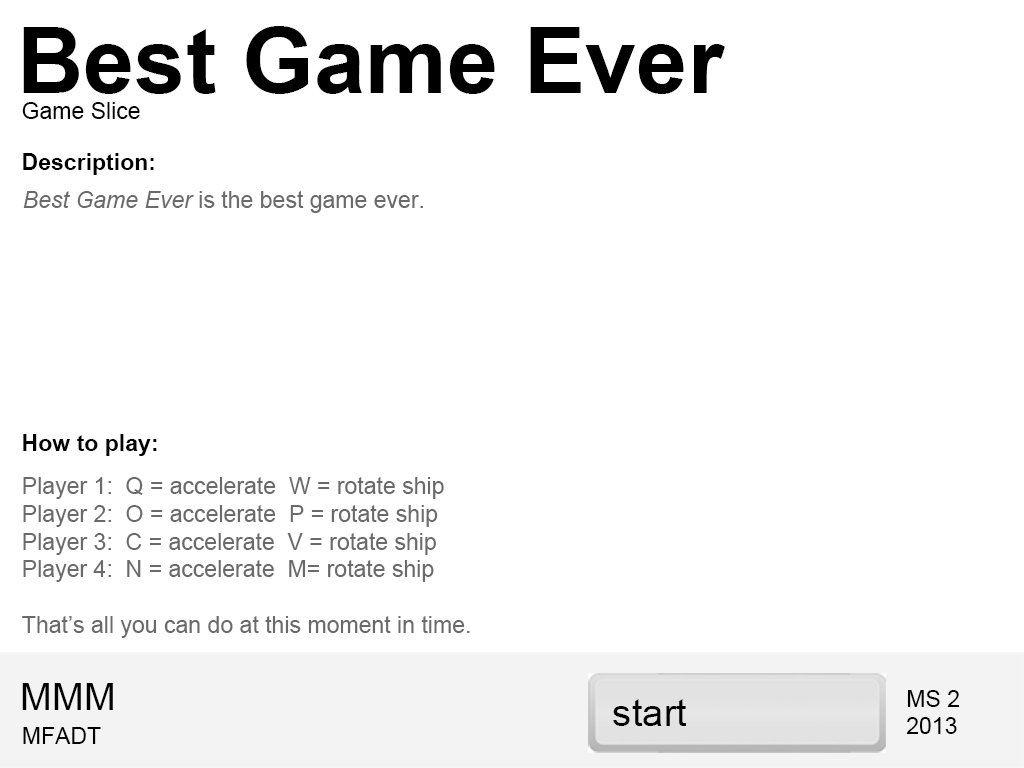 Best Game Ever
Game Slice
Description:
Best Game Ever is the best game ever.
How to play:
Player 1:  Q = accelerate  W = rotate ship
Player 2:  O = accelerate  P = rotate ship
Player 3:  C = accelerate  V = rotate ship
Player 4:  N = accelerate  M= rotate ship
That’s all you can do at this moment in time.
MMM
MFADT
start
MS 2
2013